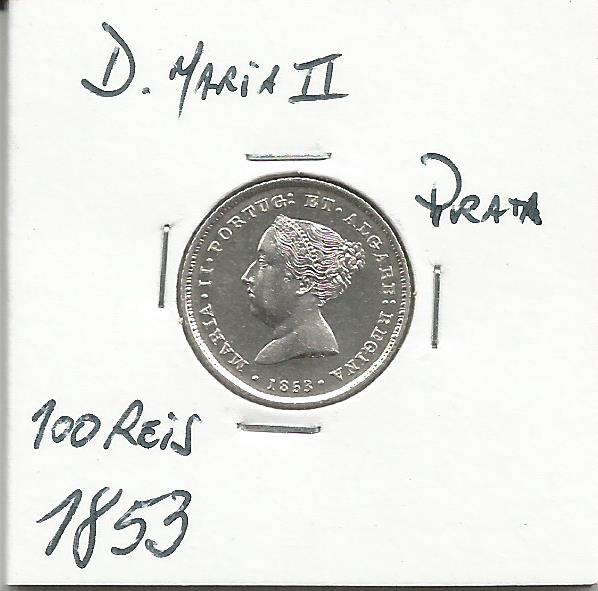 D. MARIA II
PRATA
MARIA · II · PORTUG: ET · ALGARB: REGINA
· 1853 ·
100 REIS
1853